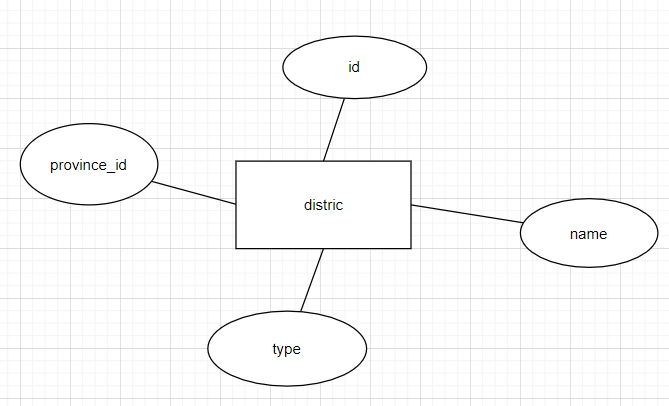 id
province_id
distric
name
type